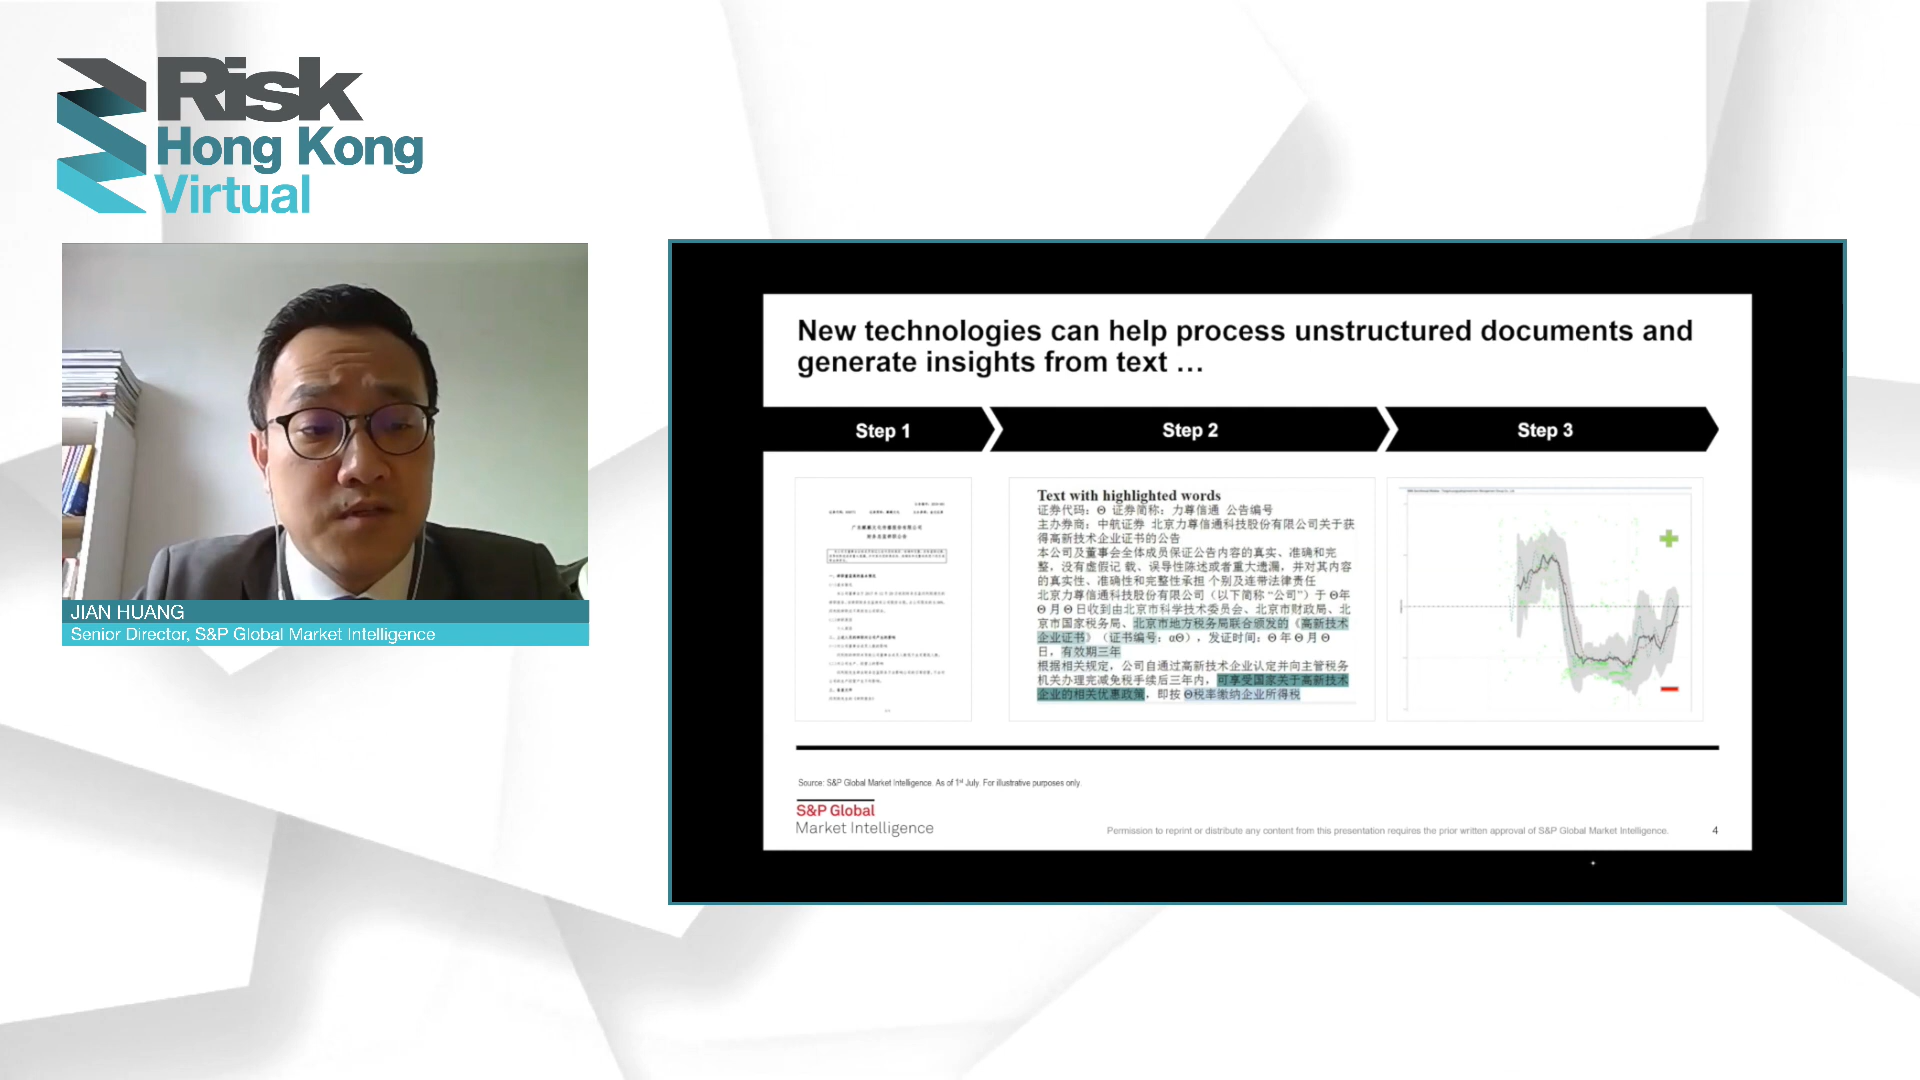 Risk
Hong Kong
Virtual
JIAN HUANG
Senior Director, S&P Global Market Intelligence
New technologies can help process unstructured documents and
generate insights from text …
Step 1
Step 2
Step 3
Text with highlighted words
证券代码：Θ 证券简称：力尊信通 公告编号
主办券商：中航证券 北京力尊信通科技股份有限公司关于获
得高新技术企业证书的公告
本公司及董事会全体成员保证公告内容的真实、准确和完
整，没有虚假记 载、误导性陈述或者重大遗漏，并对其内容
的真实性、准确性和完整性承担 个别及连带法律责任
北京力尊信通科技股份有限公司（以下简称 “公司”）于 Θ年
Θ 月 Θ 日收到由北京市科学技术委员会、北京市财政局、北
京市国家税务局、北京市地方税务局联合颁发的《高新技术
企业证书》（证书编号：αΘ），发证时间：Θ 年 Θ 月 Θ
日，有效期三年
根据相关规定，公司自通过高新技术企业认定并向主管税务
机关办理完减免税手续后三年内，可享受国家关于高新技术
企业的相关优惠政策，即按 Θ税率缴纳企业所得税
Source: S&P Global Market Intelligence. As of 1st July. For illustrative purposes only.
S&P Global
Market Intelligence
Permission to reprint or distribute any content from this presentation requires the prior written approval of S&P Global Market Intelligence.
4